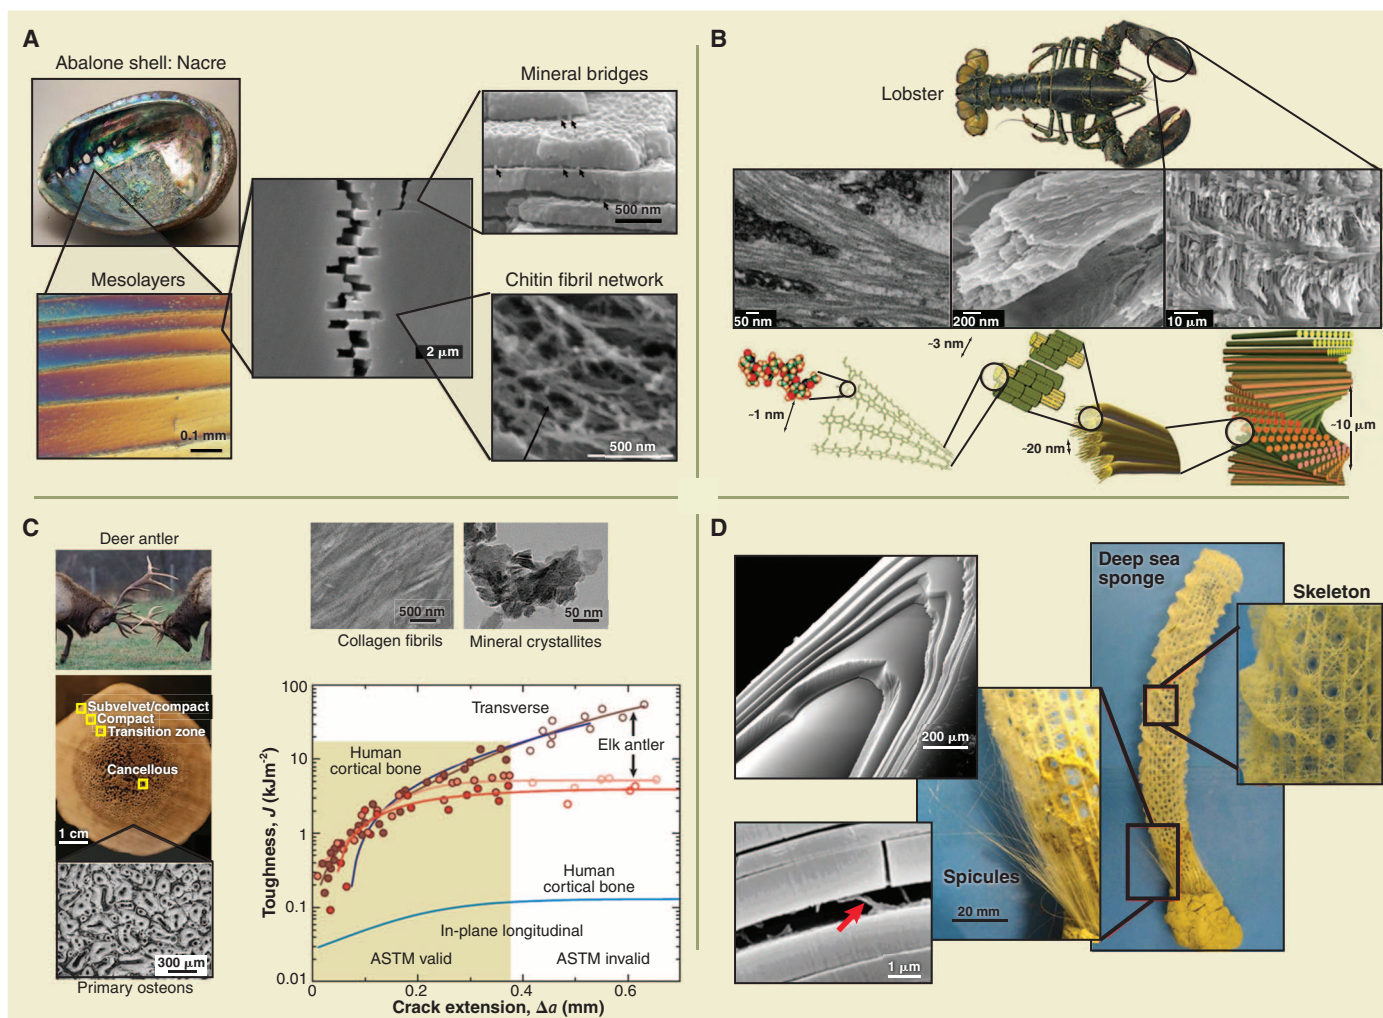 A
Abalone shell: Nacre
Mineral bridges
500 nm
Mesolayers
0.1 mm
2 μm
Chitin fibril network
500 nm
B
Lobster
50 nm
200 nm
10 μm
~1 nm
~3 nm
~20 nm
~10 μm
C
Deer antler
Subvelvet/compact
Compact
Transition zone
Cancellous
1 cm
300 μm
Primary osteons
500 nm
Collagen fibrils
50 nm
Mineral crystallites
Toughness, J (kJm-2)
100
10
1
0.1
0.01
Transverse
Human
cortical bone
Elk antler
Human
cortical bone
In-plane longitudinal
ASTM valid
ASTM invalid
0
0.2
0.4
0.6
Crack extension, Δa (mm)
D
200 μm
Deep sea
sponge
Skeleton
Spicules
20 mm
1 μm